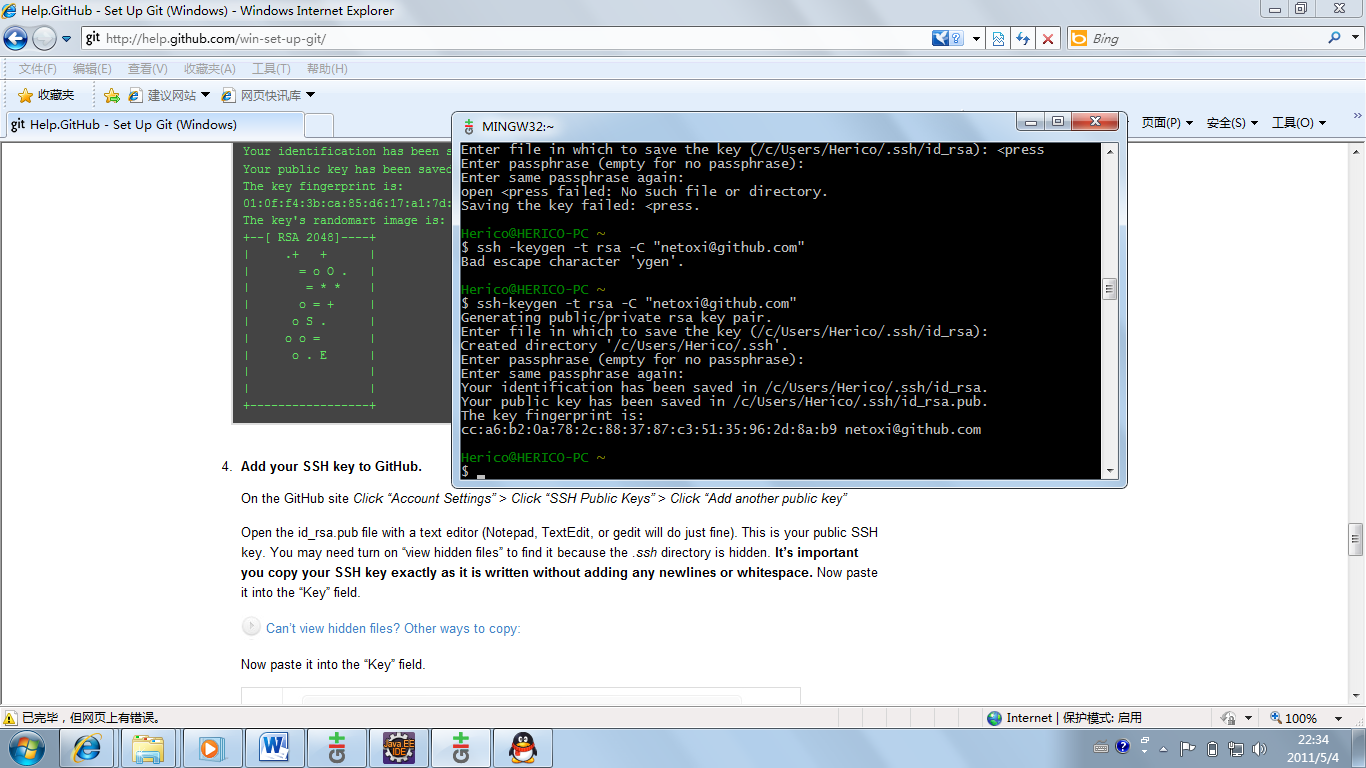 Help.GitHub - Set Up Git (Windows) - Windows Internet Explorer
git http://help.github.com/win-set-up-git/
Bing
文件(F) 编辑(E) 查看(V) 收藏夹(A) 工具(T) 帮助(H)
收藏夹 建议网站 网页快讯库
git Help.GitHub - Set Up Git (Windows)
页面(P) 安全(S) 工具(O)
Your identification has been s
Your public key has been saved
The key fingerprint is:
01:0f:f4:3b:ca:85:d6:17:a1:7d:
The key's randomart image is:
+--[ RSA 2048]----+
|     .+   +      |
|       = o O .   |
|        = * *    |
|       o = +     |
|      o S .      |
|     o o =       |
|      o . E      |
|                 |
|                 |
+-----------------+
MINGW32:~
Enter file in which to save the key (/c/Users/Herico/.ssh/id_rsa): <press
Enter passphrase (empty for no passphrase):
Enter same passphrase again:
open <press failed: No such file or directory.
Saving the key failed: <press.
Herico@HERICO-PC ~
$ ssh -keygen -t rsa -C "netoxi@github.com"
Bad escape character 'ygen'.
Herico@HERICO-PC ~
$ ssh-keygen -t rsa -C "netoxi@github.com"
Generating public/private rsa key pair.
Enter file in which to save the key (/c/Users/Herico/.ssh/id_rsa):
Created directory '/c/Users/Herico/.ssh'.
Enter passphrase (empty for no passphrase):
Enter same passphrase again:
Your identification has been saved in /c/Users/Herico/.ssh/id_rsa.
Your public key has been saved in /c/Users/Herico/.ssh/id_rsa.pub.
The key fingerprint is:
cc:a6:b2:0a:78:2c:88:37:87:c3:51:35:96:2d:8a:b9 netoxi@github.com
Herico@HERICO-PC ~
$
4. Add your SSH key to GitHub.
On the GitHub site Click “Account Settings” > Click “SSH Public Keys” > Click “Add another public key”
Open the id_rsa.pub file with a text editor (Notepad, TextEdit, or gedit will do just fine). This is your public SSH
key. You may need turn on “view hidden files” to find it because the .ssh directory is hidden. It’s important
you copy your SSH key exactly as it is written without adding any newlines or whitespace. Now paste
it into the “Key” field.
Can’t view hidden files? Other ways to copy:
Now paste it into the “Key” field.
已完毕，但网页上有错误。
Internet | 保护模式: 启用
100%
Java EE
IDE
22:34
2011/5/4